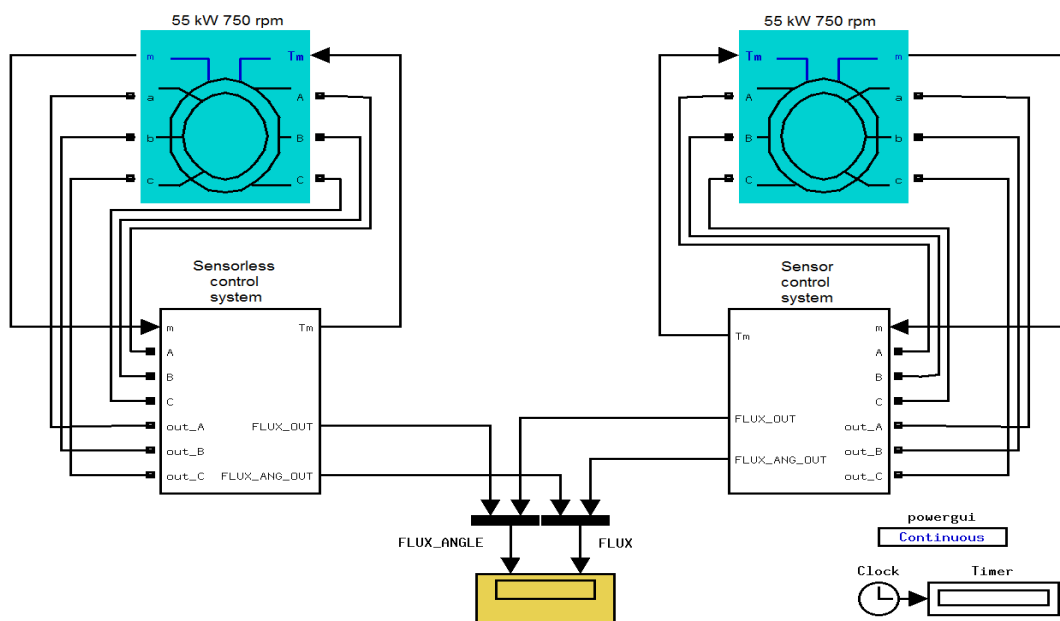 55 kW 750 rpm
m
Tm
a
A
b
B
c
C
Sensorless
control
system
m
Tm
A
B
C
out_A
FLUX_OUT
out_B
out_C
FLUX_ANG_OUT
55 kW 750 rpm
Tm
m
A
a
B
b
C
c
Sensor
control
system
m
Tm
A
B
C
FLUX_OUT
out_A
out_B
FLUX_ANG_OUT
out_C
FLUX_ANGLE
FLUX
powergui
Continuous
Clock
Timer